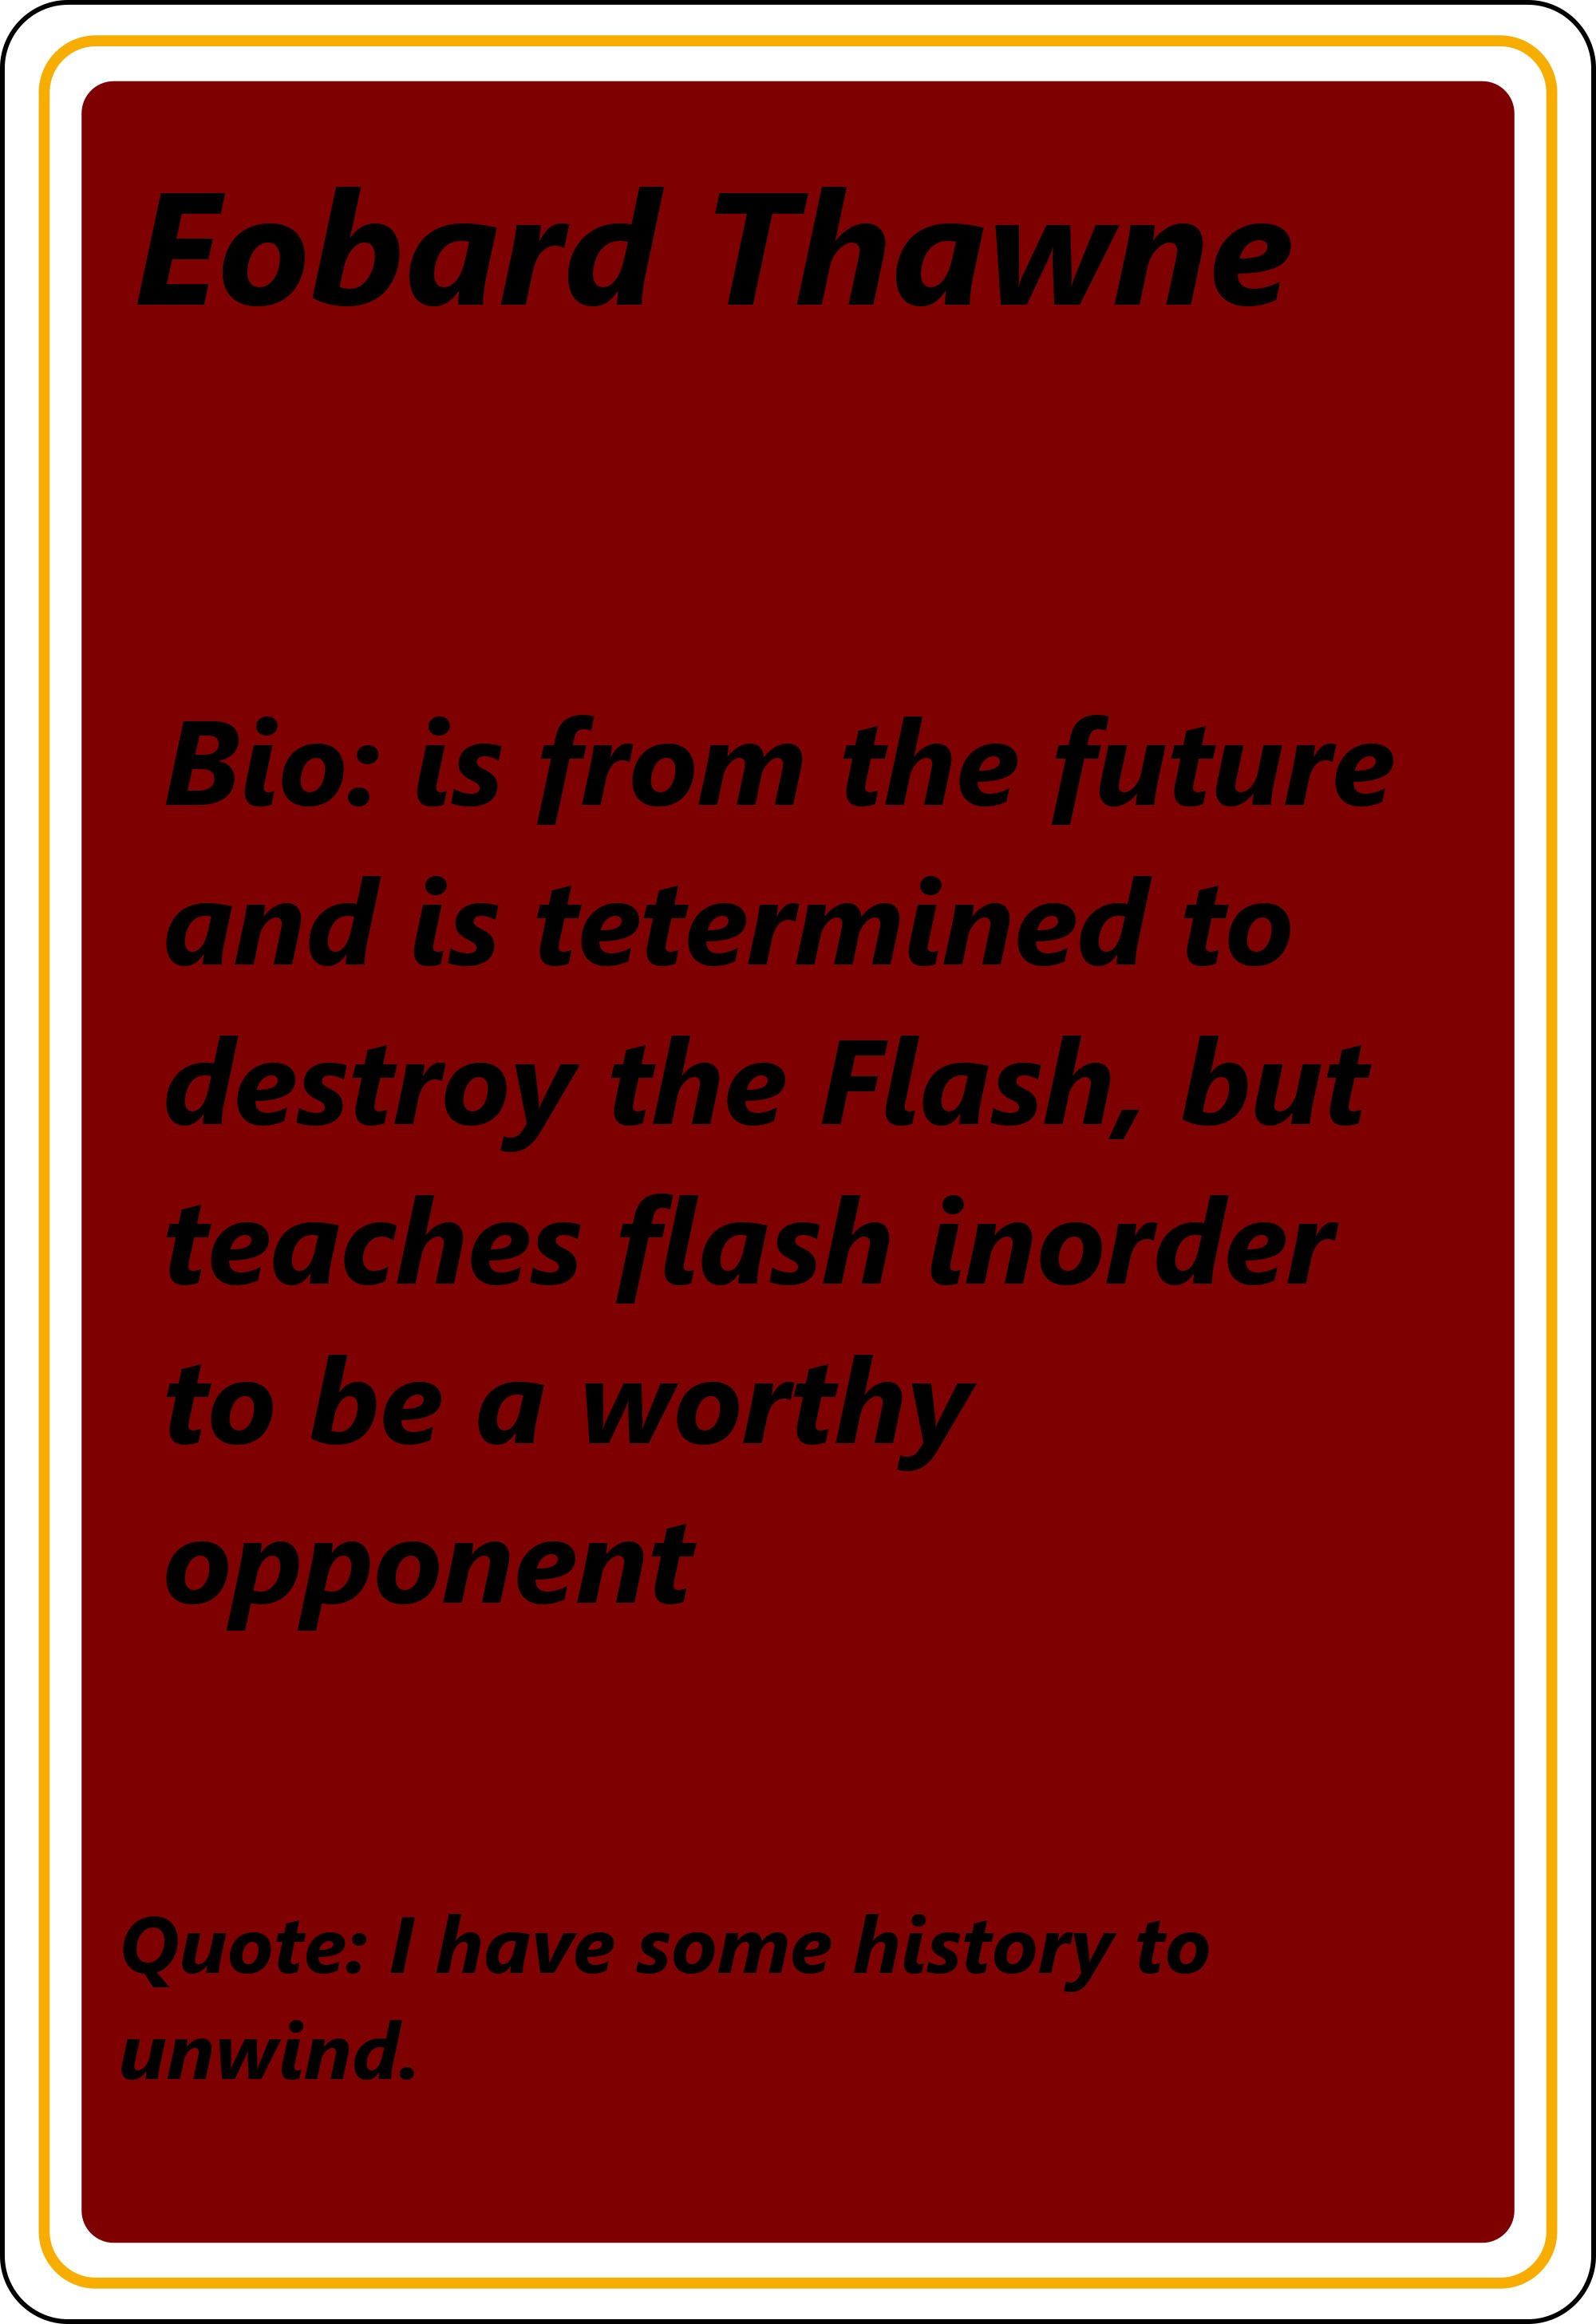 Eobard Thawne
Bio: is from the future
and is tetermined to
destroy the Flash, but
teaches flash inorder
to be a worthy
opponent
Quote: I have some history to
unwind.